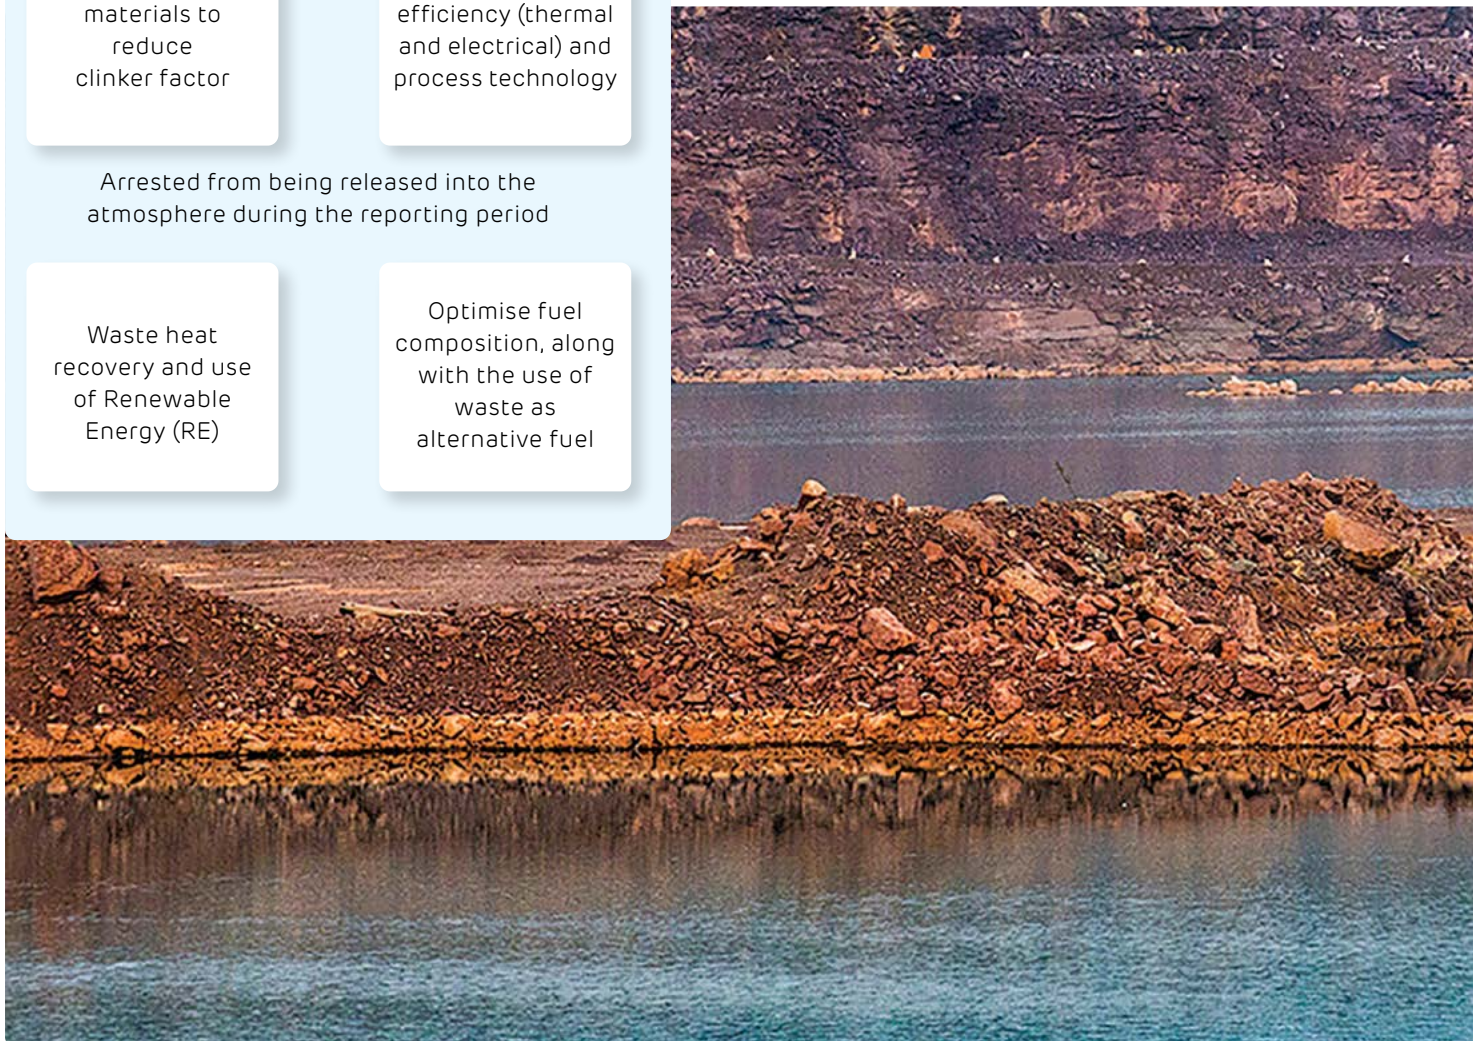 materials to
reduce
clinker factor
efficiency (thermal
and electrical) and
process technology
Arrested from being released into the
atmosphere during the reporting period
Waste heat
recovery and use
of Renewable
Energy (RE)
Optimise fuel
composition, along
with the use of
waste as
alternative fuel